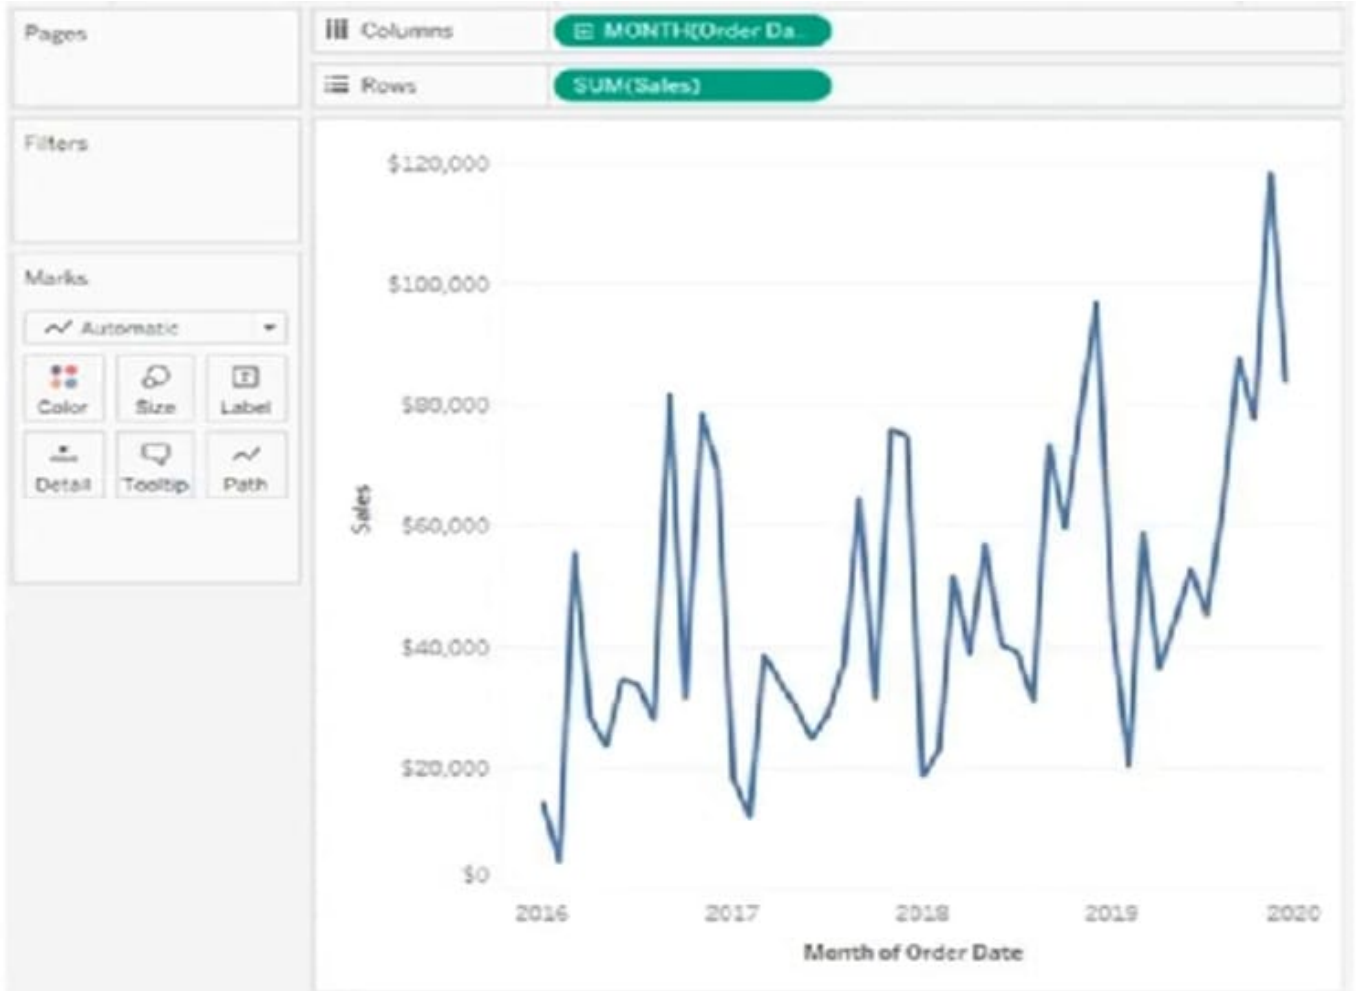 Pages
Columns
MONTH(Order Da..
Rows
SUM(Sales)
Filters
Marks
Automatic
Color
Size
Label
Detail
Tooltip
Path
$120,000
$100,000
$80,000
$60,000
$40,000
$20,000
$0
Sales
2016
2017
2018
2019
2020
Month of Order Date